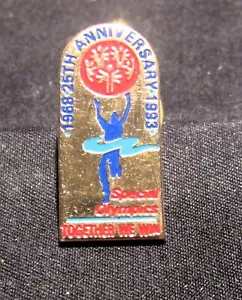 1968·25TH ANNIVERSARY·1993
Special
Olympics
TOGETHER WE WIN